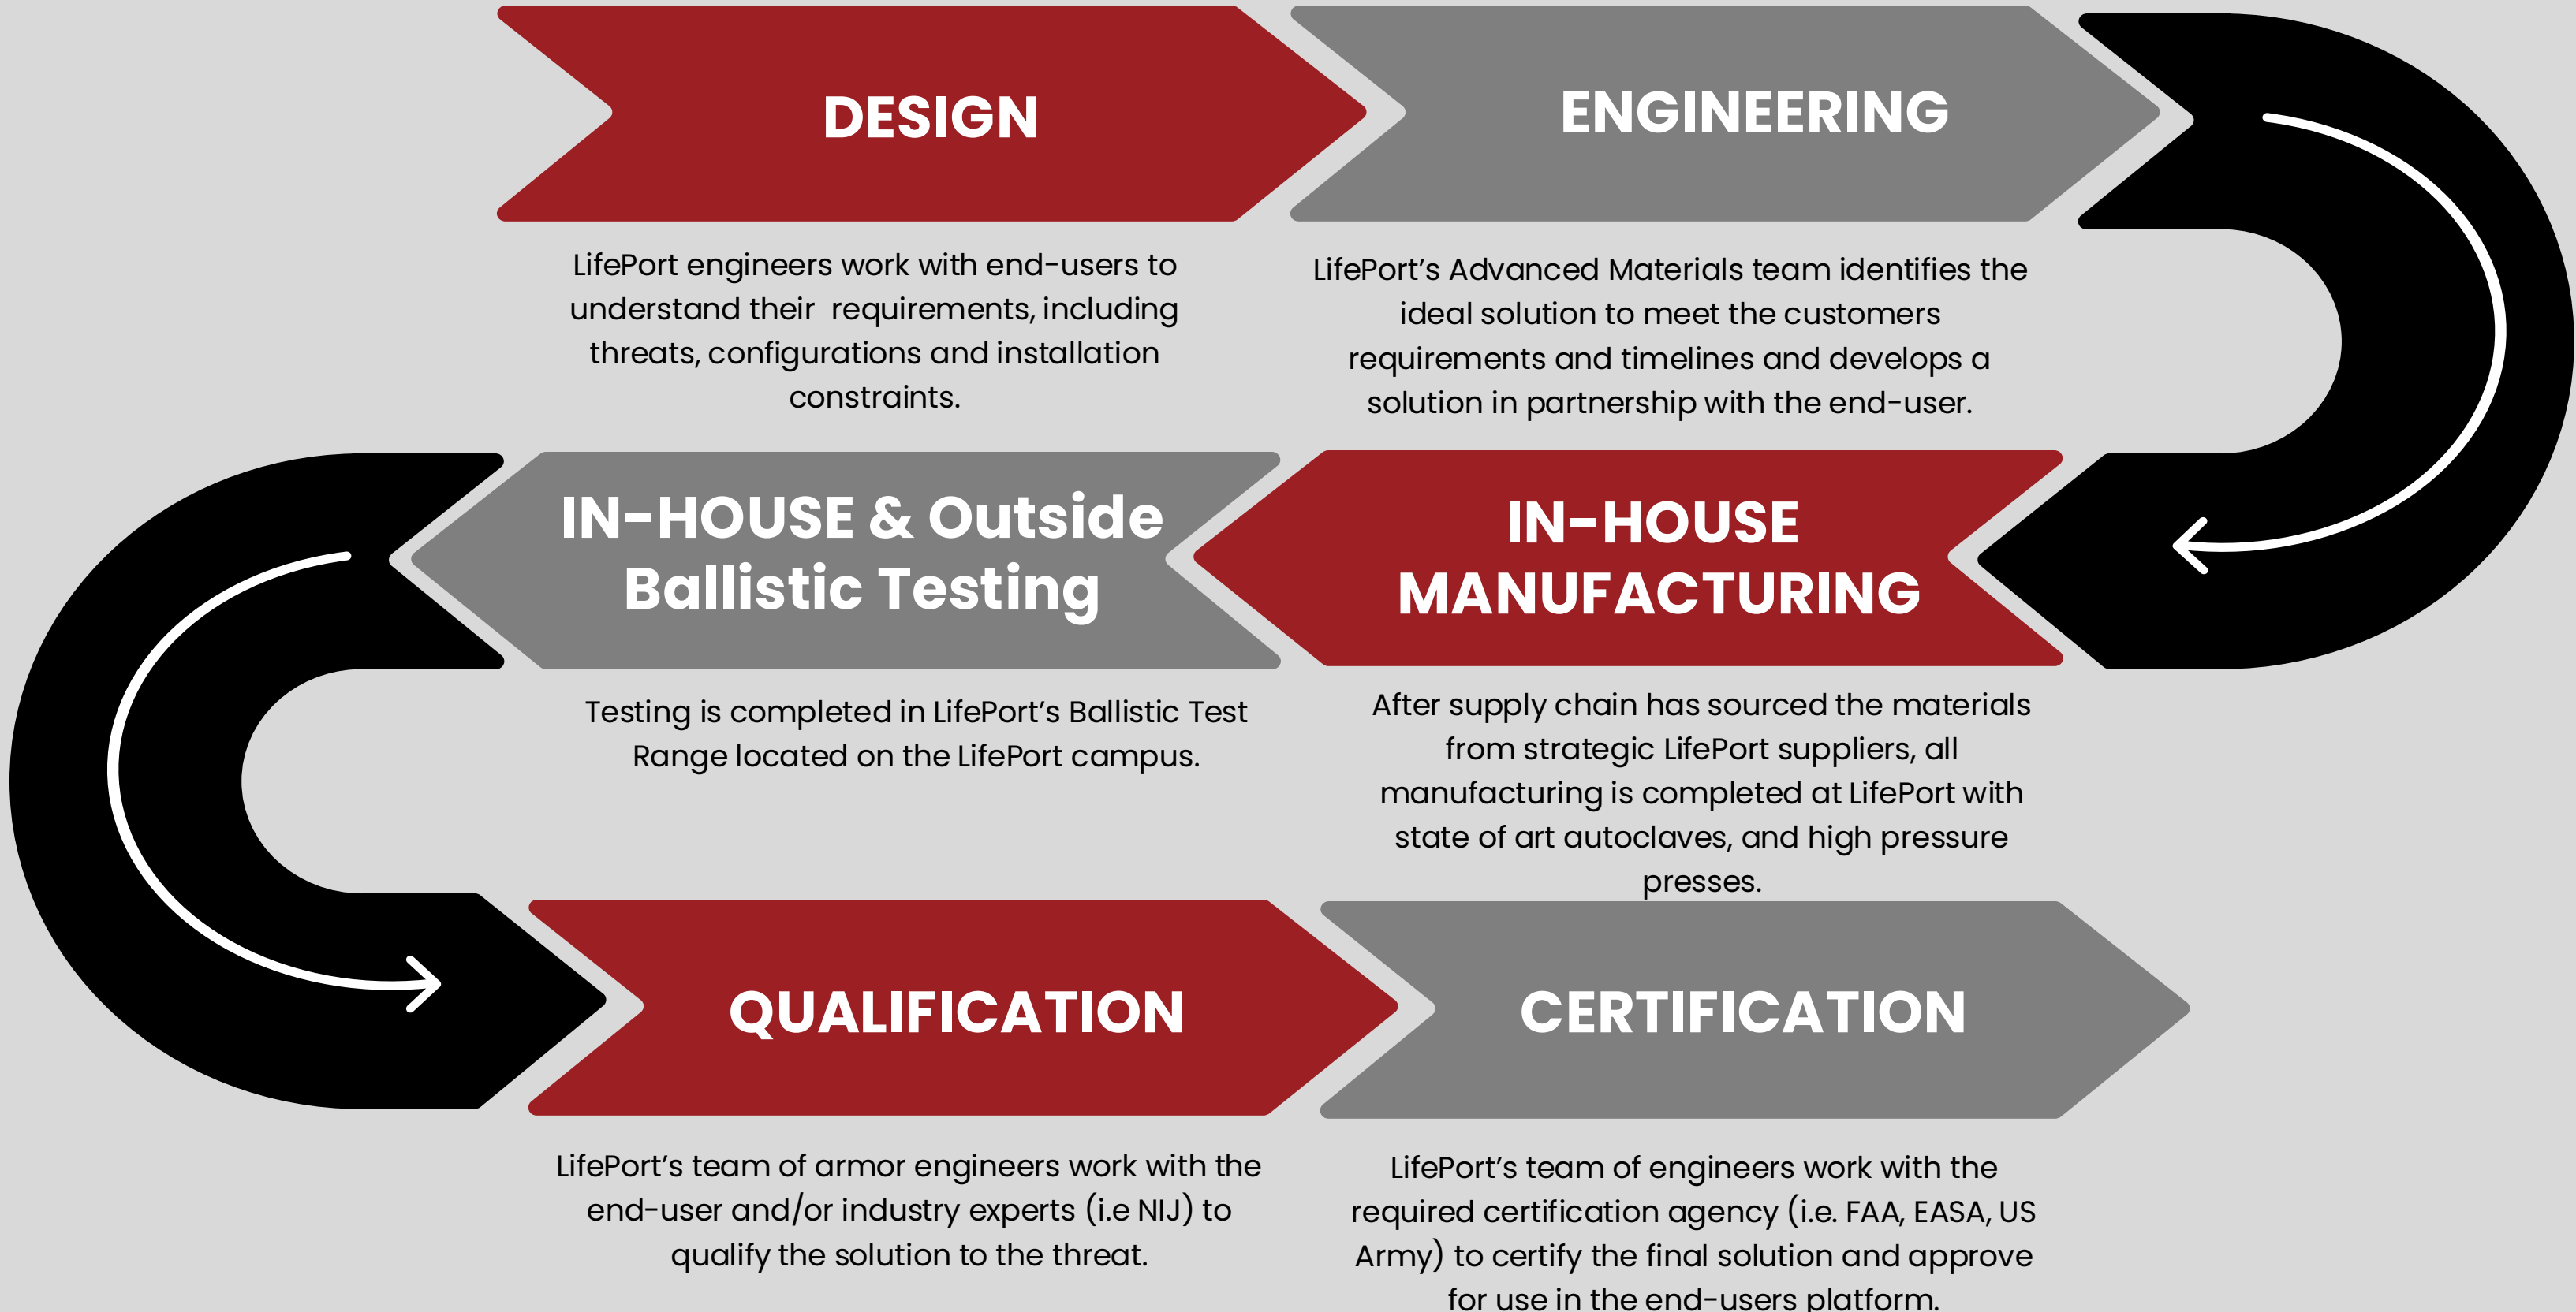 DESIGN
LifePort engineers work with end-users to
understand their  requirements, including
threats, configurations and installation
constraints.
ENGINEERING
LifePort's Advanced Materials team identifies the
ideal solution to meet the customers
requirements and timelines and develops a
solution in partnership with the end-user.
IN-HOUSE
MANUFACTURING
After supply chain has sourced the materials
from strategic LifePort suppliers, all
manufacturing is completed at LifePort with
state of art autoclaves, and high pressure
presses.
IN-HOUSE & Outside
Ballistic Testing
Testing is completed in LifePort's Ballistic Test
Range located on the LifePort campus.
QUALIFICATION
LifePort's team of armor engineers work with the
end-user and/or industry experts (i.e NIJ) to
qualify the solution to the threat.
CERTIFICATION
LifePort's team of engineers work with the
required certification agency (i.e. FAA, EASA, US
Army) to certify the final solution and approve
for use in the end-users platform.